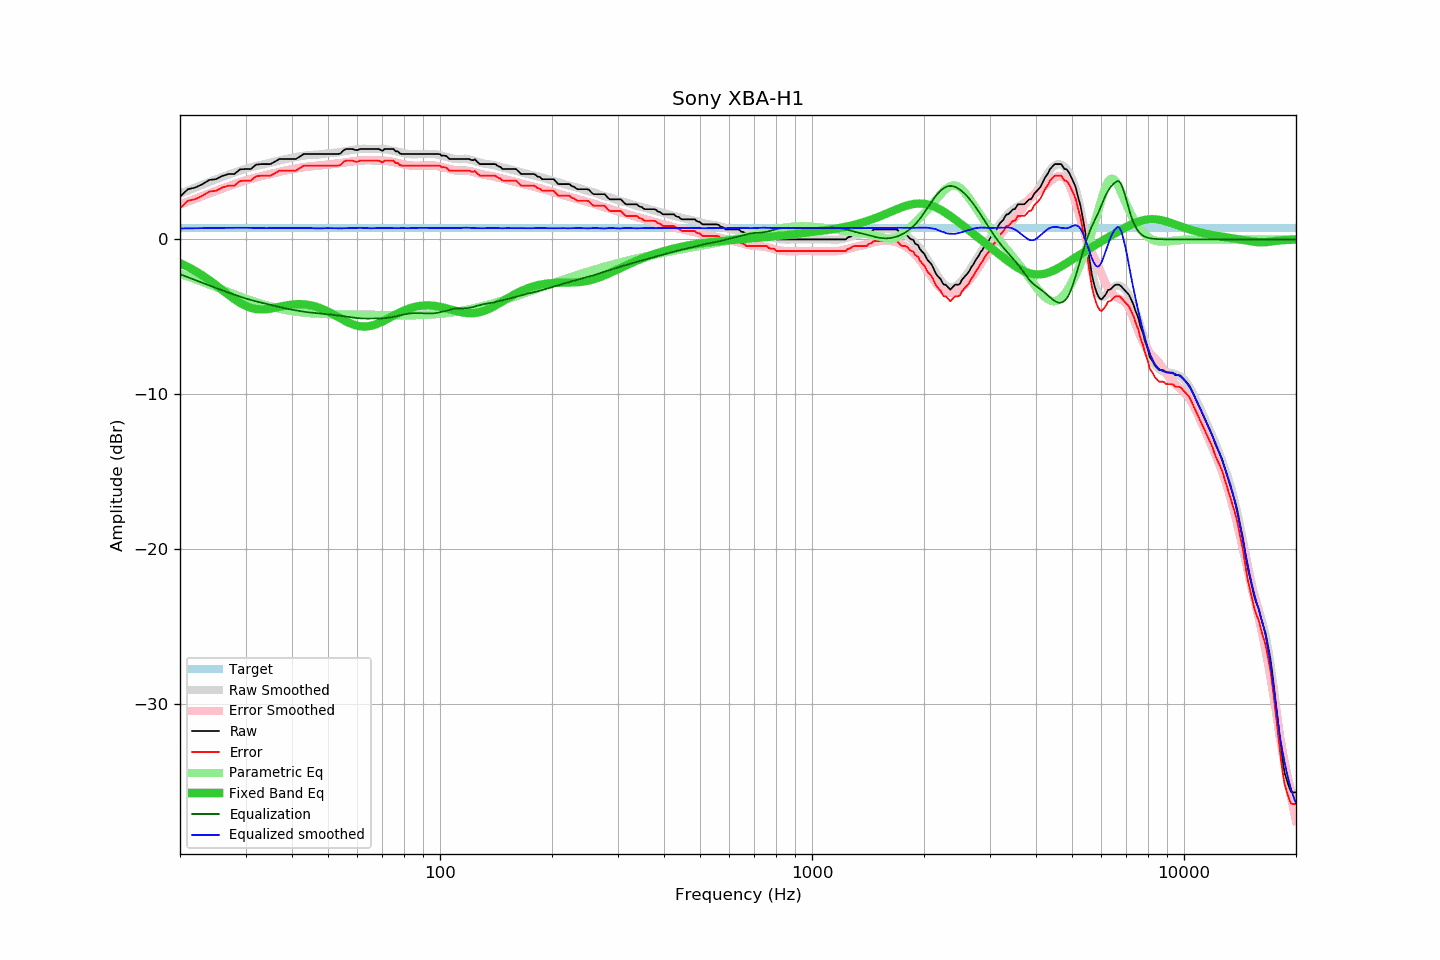 Sony XBA-H1
Amplitude (dBr)
0
−10
−20
−30
Target
Raw Smoothed
Error Smoothed
Raw
Error
Parametric Eq
Fixed Band Eq
Equalization
Equalized smoothed
100
1000
10000
Frequency (Hz)